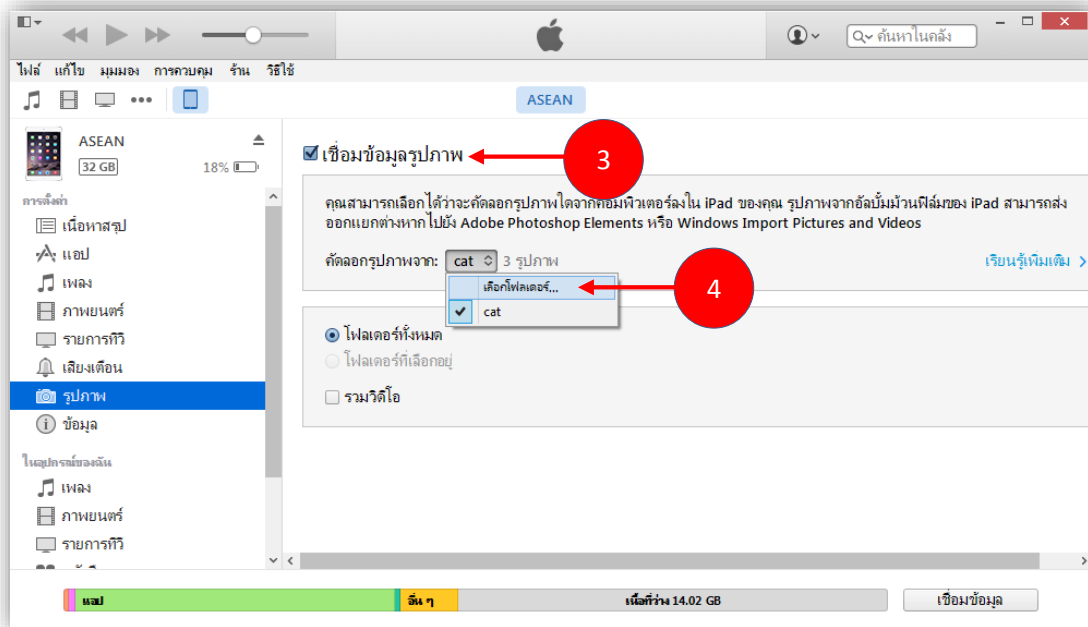 ค้นหาในคลัง
ไฟล์ แก้ไข มุมมอง การควบคุม ร้าน วิธีใช้
ASEAN
ASEAN
32 GB 18%
การตั้งค่า
เนื้อหาสรุป
แอป
เพลง
ภาพยนตร์
รายการทีวี
เสียงเตือน
รูปภาพ
ข้อมูล
ในอุปกรณ์ของฉัน
เพลง
ภาพยนตร์
รายการทีวี
เชื่อมข้อมูลรูปภาพ
3
คุณสามารถเลือกได้ว่าจะคัดลอกรูปภาพใดจากคอมพิวเตอร์ลงใน iPad ของคุณ รูปภาพจากอัลบั้มม้วนฟิล์มของ iPad สามารถส่ง
ออกแยกต่างหากไปยัง Adobe Photoshop Elements หรือ Windows Import Pictures and Videos
คัดลอกรูปภาพจาก: cat 3 รูปภาพ
เรียนรู้เพิ่มเติม
เลือกโฟลเดอร์...
4
cat
โฟลเดอร์ทั้งหมด
โฟลเดอร์ที่เลือกอยู่
รวมวิดีโอ
แอป อื่น ๆ เนื้อที่ว่าง 14.02 GB เชื่อมข้อมูล